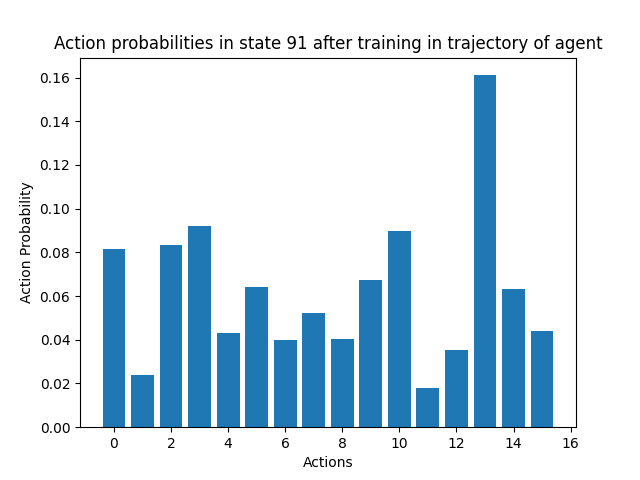 Action probabilities in state 91 after training in trajectory of agent
0.16
0.14
0.12
0.10
0.08
0.06
0.04
0.02
0.00
Action Probability
0 2 4 6 8 10 12 14 16
Actions